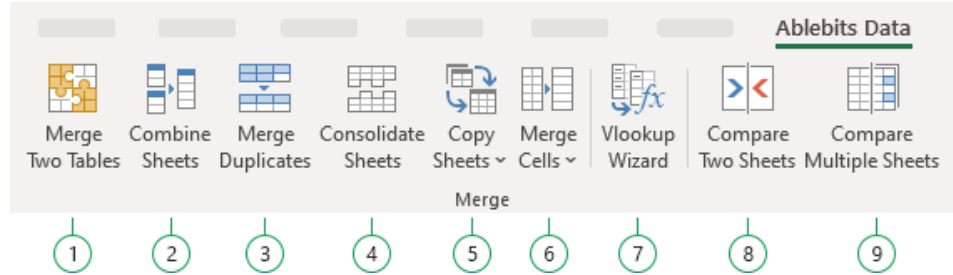 Ablebits Data
fx
Merge Combine Merge Consolidate Copy Merge Vlookup Compare Compare
Two Tables Sheets Duplicates Sheets Sheets Cells Wizard Two Sheets Multiple Sheets
Merge
1 2 3 4 5 6 7 8 9